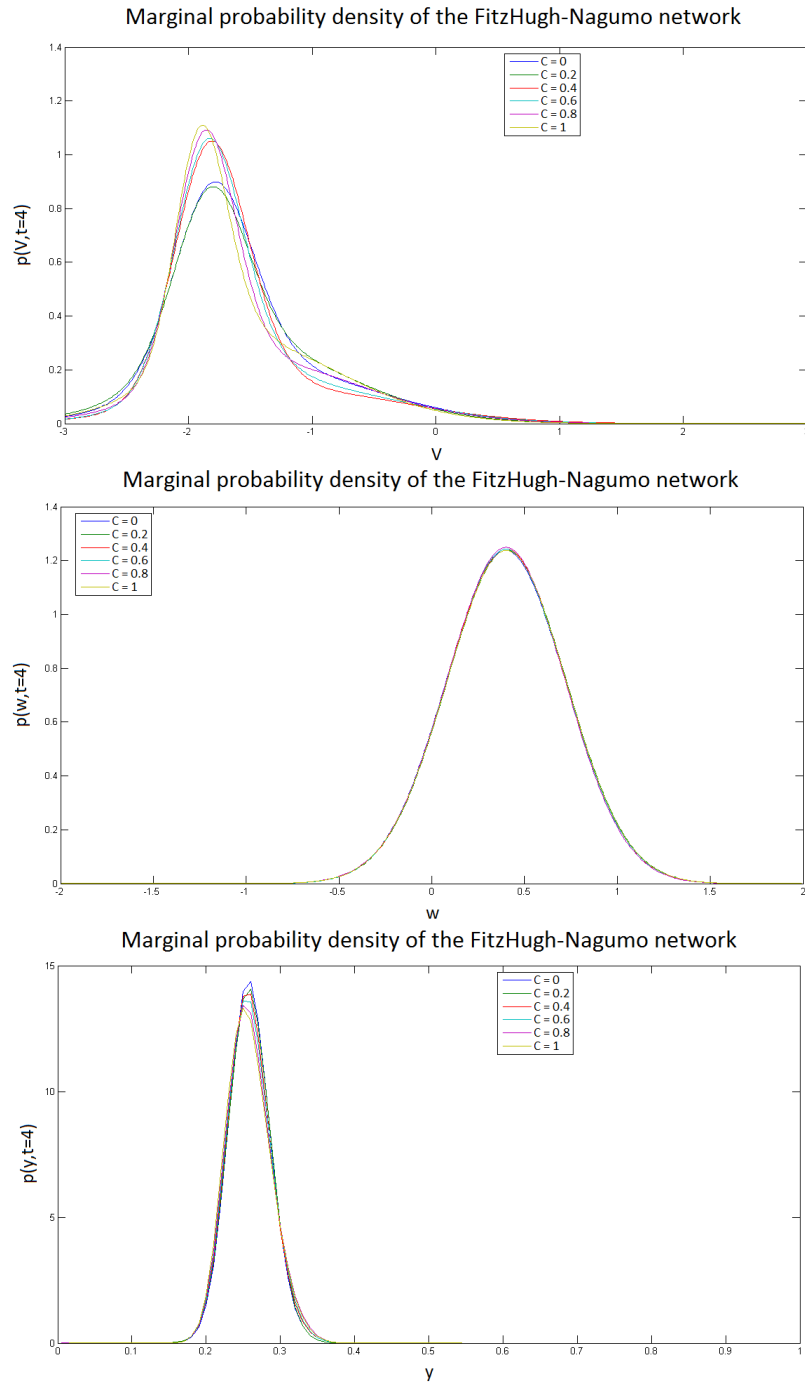 Marginal probability density of the FitzHugh-Nagumo network
1.4
1.2
1
0.8
0.6
0.4
0.2
0
p(V,t=4)
C = 0
C = 0.2
C = 0.4
C = 0.6
C = 0.8
C = 1
-3
-2
-1
0
1
2
V
Marginal probability density of the FitzHugh-Nagumo network
1.4
1.2
1
0.8
0.6
0.4
0.2
0
p(w,t=4)
C = 0
C = 0.2
C = 0.4
C = 0.6
C = 0.8
C = 1
-2
-1.5
-1
-0.5
0
0.5
1
1.5
2
w
Marginal probability density of the FitzHugh-Nagumo network
15
10
5
0
p(y,t=4)
C = 0
C = 0.2
C = 0.4
C = 0.6
C = 0.8
C = 1
0
0.1
0.2
0.3
0.4
0.5
0.6
0.7
0.8
0.9
1
y